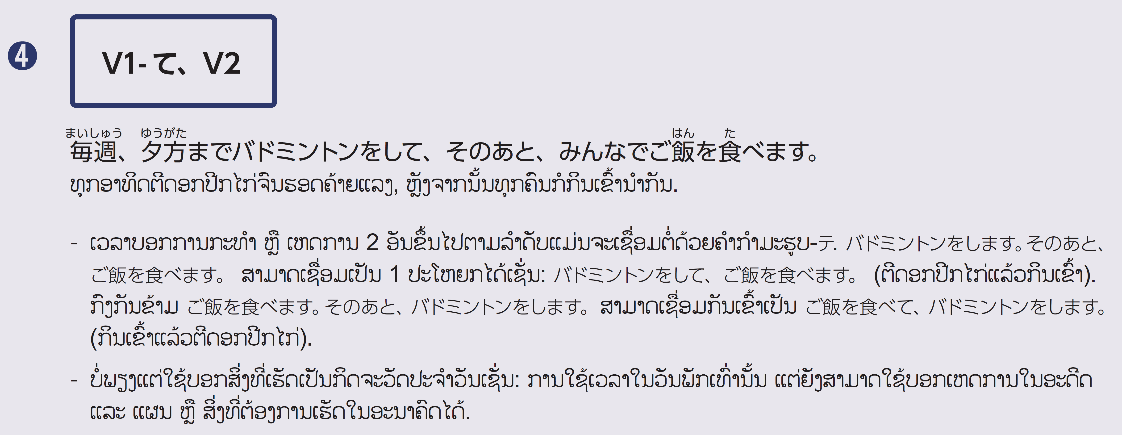 4
V1-て、V2
まいしゅう ゆうがた はん た
毎週、夕方までバドミントンをして、そのあと、みんなでご飯を食べます。
ທຸກອາທິດຕີດອກປີກໄກ່ຈົນຮອດຄ້າຍແລງ, ຫຼັງຈາກນັ້ນທຸກຄົນກໍກິນເຂົ້ານຳກັນ.
- ເວລາບອກການກະທຳ ຫຼື ເຫດການ 2 ອັນຂຶ້ນໄປຕາມລຳດັບແມ່ນຈະເຊື່ອມຕໍ່ດ້ວຍຄຳກຳມະຮູບ-テ. バドミントンをします。そのあと、
ご飯を食べます。 ສາມາດເຊື່ອມເປັນ 1 ປະໂຫຍກໄດ້ເຊັ່ນ: バドミントンをして、ご飯を食べます。 (ຕີດອກປີກໄກ່ແລ້ວກິນເຂົ້າ).
ກົງກັນຂ້າມ ご飯を食べます。そのあと、バドミントンをします。 ສາມາດເຊື່ອມກັນເຂົ້າເປັນ ご飯を食べて、バドミントンをします。
(ກິນເຂົ້າແລ້ວຕີດອກປີກໄກ່).
- ບໍ່ພຽງແຕ່ໃຊ້ບອກສິ່ງທີ່ເຮັດເປັນກິດຈະວັດປະຈຳວັນເຊັ່ນ: ການໃຊ້ເວລາໃນວັນພັກເທົ່ານັ້ນ ແຕ່ຍັງສາມາດໃຊ້ບອກເຫດການໃນອະດີດ
ແລະ ແຜນ ຫຼື ສິ່ງທີ່ຕ້ອງການເຮັດໃນອະນາຄົດໄດ້.